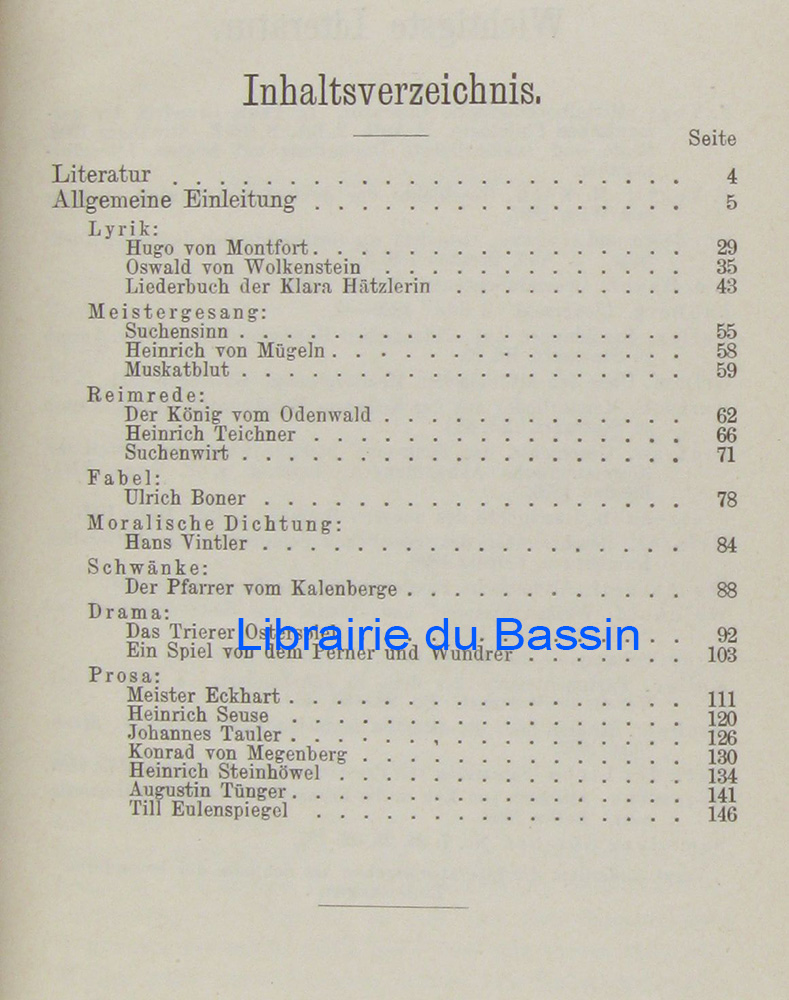 Inhaltsverzeichnis.
Seite
Literatur . . . . . . . . . . . . . . . . . . . . . . 4
Allgemeine Einleitung . . . . . . . . . . . . . . . . 5
Lyrik:
Hugo von Montfort . . . . . . . . . . . . . . . . 29
Oswald von Wolkenstein . . . . . . . . . . . . . 35
Liederbuch der Klara Hätzlerin . . . . . . . . . . 43
Meistergesang:
Suchensinn . . . . . . . . . . . . . . . . . . . 55
Heinrich von Mügeln . . . . . . . . . . . . . . . 58
Muskatblut . . . . . . . . . . . . . . . . . . . 59
Reimrede:
Der König vom Odenwald . . . . . . . . . . . . . 62
Heinrich Teichner . . . . . . . . . . . . . . . . 66
Suchenwirt . . . . . . . . . . . . . . . . . . . 71
Fabel:
Ulrich Boner . . . . . . . . . . . . . . . . . . 78
Moralische Dichtung:
Hans Vintler . . . . . . . . . . . . . . . . . . 84
Schwänke:
Der Pfarrer vom Kalenberge . . . . . . . . . . . . 88
Drama:
Das Trierer Osterspiel . . . . . . . . . . . . . . 92
Librairie du Bassin
Ein Spiel von dem Perner und Wundrer . . . . . . . 103
Prosa:
Meister Eckhart . . . . . . . . . . . . . . . . . 111
Heinrich Seuse . . . . . . . . . . . . . . . . . 120
Johannes Tauler . . . . . . . . . . . . . . . . . 126
Konrad von Megenberg . . . . . . . . . . . . . . 130
Heinrich Steinhöwel . . . . . . . . . . . . . . . 134
Augustin Tünger . . . . . . . . . . . . . . . . . 141
Till Eulenspiegel . . . . . . . . . . . . . . . . 146